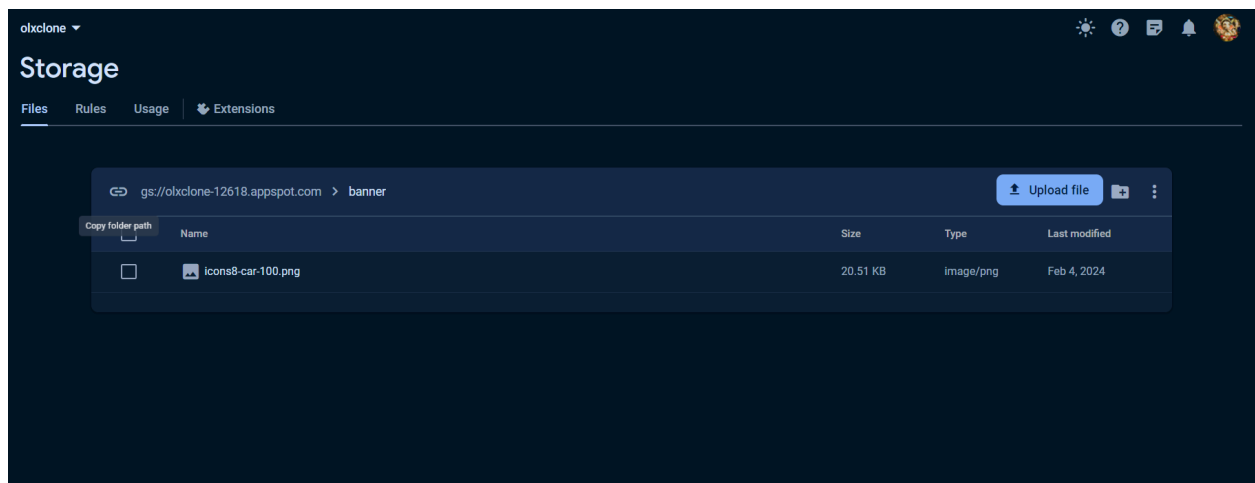 olxclone
Storage
Files Rules Usage Extensions
gs://olxclone-12618.appspot.com > banner Upload file
Copy folder path
Name Size Type Last modified
icons8-car-100.png 20.51 KB image/png Feb 4, 2024